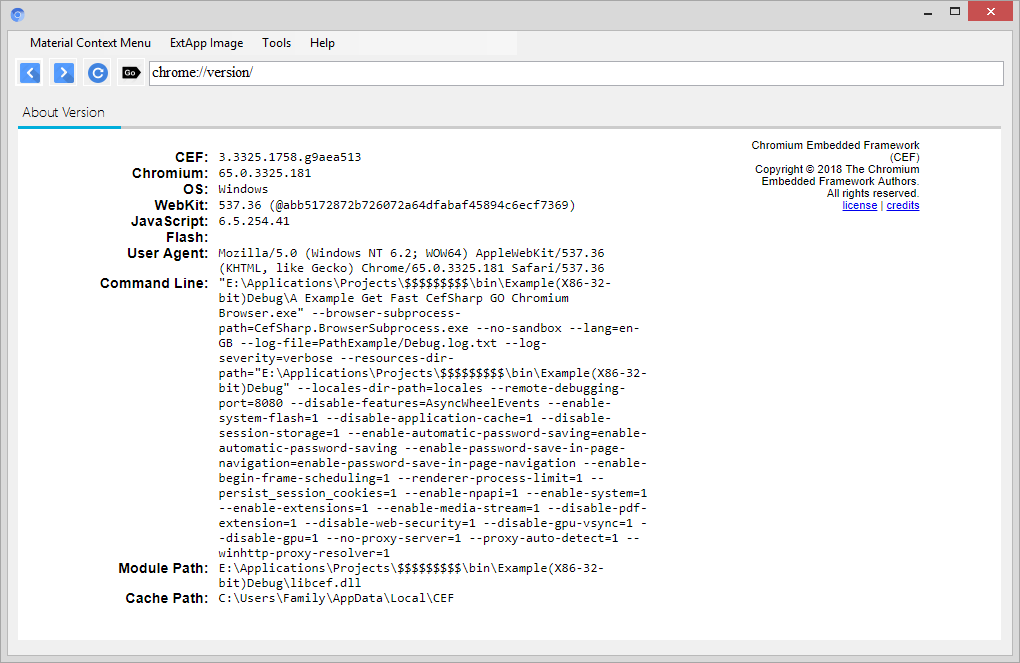 Material Context Menu ExtApp Image Tools Help
Go chrome://version/
About Version
Chromium Embedded Framework
(CEF)
Copyright © 2018 The Chromium
Embedded Framework Authors.
All rights reserved.
license | credits
CEF: 3.3325.1758.g9aea513
Chromium: 65.0.3325.181
OS: Windows
WebKit: 537.36 (@abb5172872b726072a64dfabaf45894c6ecf7369)
JavaScript: 6.5.254.41
Flash:
User Agent: Mozilla/5.0 (Windows NT 6.2; WOW64) AppleWebKit/537.36
(KHTML, like Gecko) Chrome/65.0.3325.181 Safari/537.36
Command Line: "E:\Applications\Projects\$$$$$$$$$\bin\Example(X86-32-
bit)Debug\A Example Get Fast CefSharp GO Chromium
Browser.exe" --browser-subprocess-
path=CefSharp.BrowserSubprocess.exe --no-sandbox --lang=en-
GB --log-file=PathExample/Debug.log.txt --log-
severity=verbose --resources-dir-
path="E:\Applications\Projects\$$$$$$$$$\bin\Example(X86-32-
bit)Debug" --locales-dir-path=locales --remote-debugging-
port=8080 --disable-features=AsyncWheelEvents --enable-
system-flash=1 --disable-application-cache=1 --disable-
session-storage=1 --enable-automatic-password-saving=enable-
automatic-password-saving --enable-password-save-in-page-
navigation=enable-password-save-in-page-navigation --enable-
begin-frame-scheduling=1 --renderer-process-limit=1 --
persist_session_cookies=1 --enable-npapi=1 --enable-system=1
--enable-extensions=1 --enable-media-stream=1 --disable-pdf-
extension=1 --disable-web-security=1 --disable-gpu-vsync=1 -
-disable-gpu=1 --no-proxy-server=1 --proxy-auto-detect=1 --
winhttp-proxy-resolver=1
Module Path: E:\Applications\Projects\$$$$$$$$$\bin\Example(X86-32-
bit)Debug\libcef.dll
Cache Path: C:\Users\Family\AppData\Local\CEF